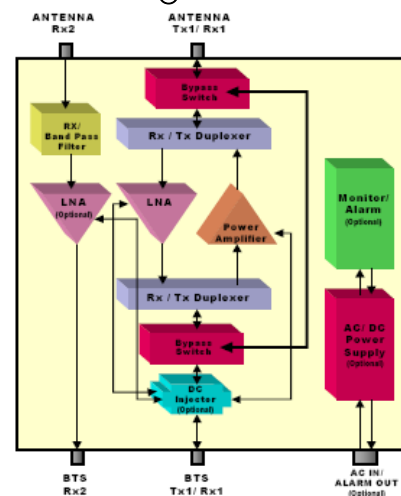 ANTENNA
Rx2
ANTENNA
Tx1/ Rx1
Bypass
Switch
RX/
Band Pass
Filter
Rx / Tx Duplexer
LNA
(Optional)
LNA
Power
Amplifier
Monitor/
Alarm
(Optional)
Rx / Tx Duplexer
Bypass
Switch
AC/ DC
Power
Supply
(Optional)
DC
Injector
(Optional)
BTS
Rx2
BTS
Tx1/ Rx1
AC IN/
ALARM OUT
(Optional)